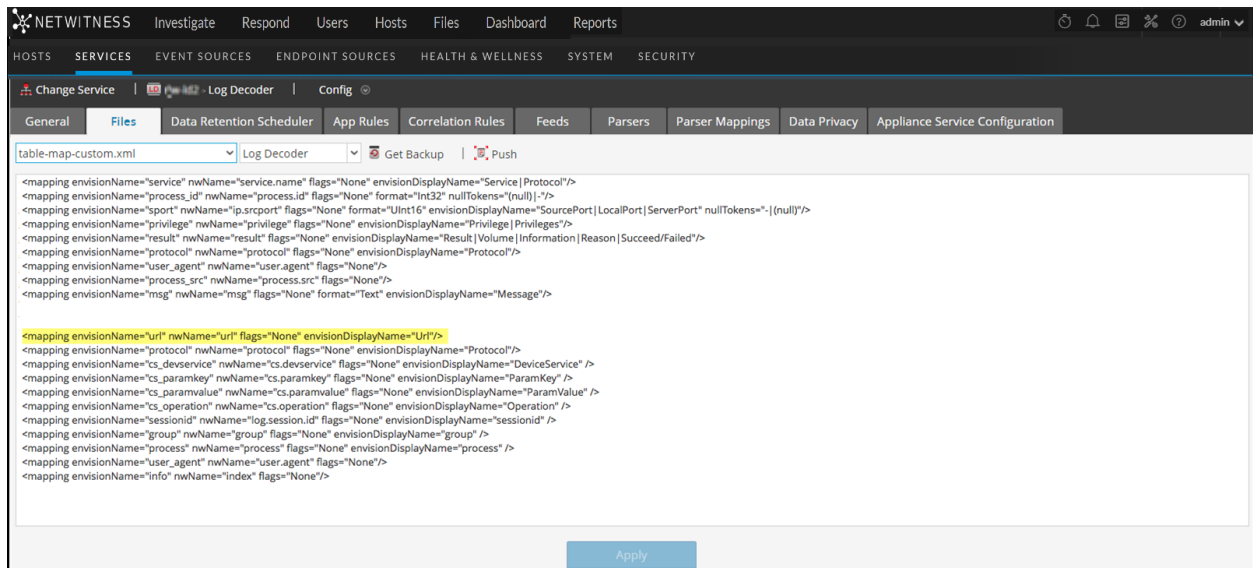 NETWITNESS Investigate Respond Users Hosts Files Dashboard Reports admin
HOSTS SERVICES EVENT SOURCES ENDPOINT SOURCES HEALTH & WELLNESS SYSTEM SECURITY
Change Service | LD - Log Decoder | Config
General Files Data Retention Scheduler App Rules Correlation Rules Feeds Parsers Parser Mappings Data Privacy Appliance Service Configuration
table-map-custom.xml Log Decoder Get Backup | Push
<mapping envisionName="service" nwName="service.name" flags="None" envisionDisplayName="Service|Protocol"/>
<mapping envisionName="process_id" nwName="process.id" flags="None" format="Int32" nullTokens="(null)|-"/>
<mapping envisionName="sport" nwName="ip.srcport" flags="None" format="UInt16" envisionDisplayName="SourcePort|LocalPort|ServerPort" nullTokens="-|(null)"/>
<mapping envisionName="privilege" nwName="privilege" flags="None" envisionDisplayName="Privilege|Privileges"/>
<mapping envisionName="result" nwName="result" flags="None" envisionDisplayName="Result|Volume|Information|Reason|Succeed/Failed"/>
<mapping envisionName="protocol" nwName="protocol" flags="None" envisionDisplayName="Protocol"/>
<mapping envisionName="user_agent" nwName="user.agent" flags="None"/>
<mapping envisionName="process_src" nwName="process.src" flags="None"/>
<mapping envisionName="msg" nwName="msg" flags="None" format="Text" envisionDisplayName="Message"/>
<mapping envisionName="url" nwName="url" flags="None" envisionDisplayName="Url"/>
<mapping envisionName="protocol" nwName="protocol" flags="None" envisionDisplayName="Protocol"/>
<mapping envisionName="cs_devservice" nwName="cs.devservice" flags="None" envisionDisplayName="DeviceService" />
<mapping envisionName="cs_paramkey" nwName="cs.paramkey" flags="None" envisionDisplayName="ParamKey" />
<mapping envisionName="cs_paramvalue" nwName="cs.paramvalue" flags="None" envisionDisplayName="ParamValue" />
<mapping envisionName="cs_operation" nwName="cs.operation" flags="None" envisionDisplayName="Operation" />
<mapping envisionName="sessionid" nwName="log.session.id" flags="None" envisionDisplayName="sessionid" />
<mapping envisionName="group" nwName="group" flags="None" envisionDisplayName="group" />
<mapping envisionName="process" nwName="process" flags="None" envisionDisplayName="process" />
<mapping envisionName="user_agent" nwName="user.agent" flags="None"/>
<mapping envisionName="info" nwName="index" flags="None"/>
Apply